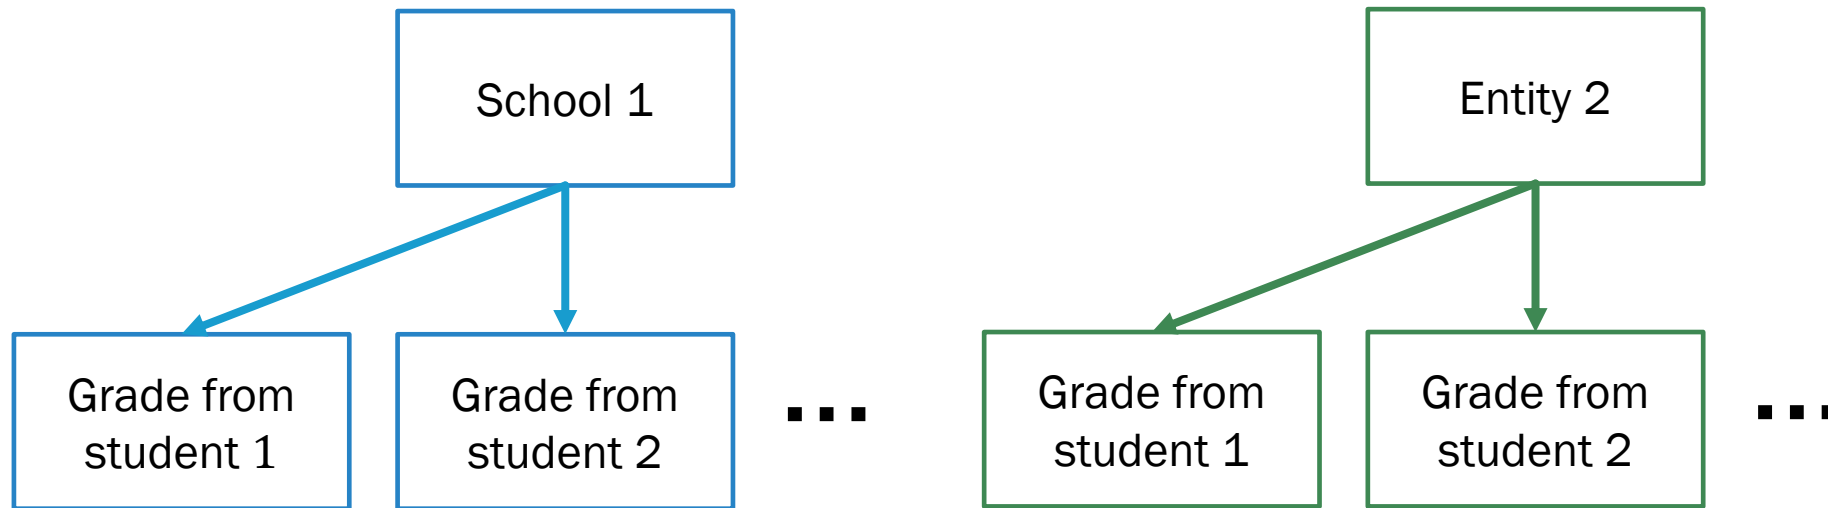 School 1
Entity 2
Grade from
student 1
Grade from
student 2
...
Grade from
student 1
Grade from
student 2
...